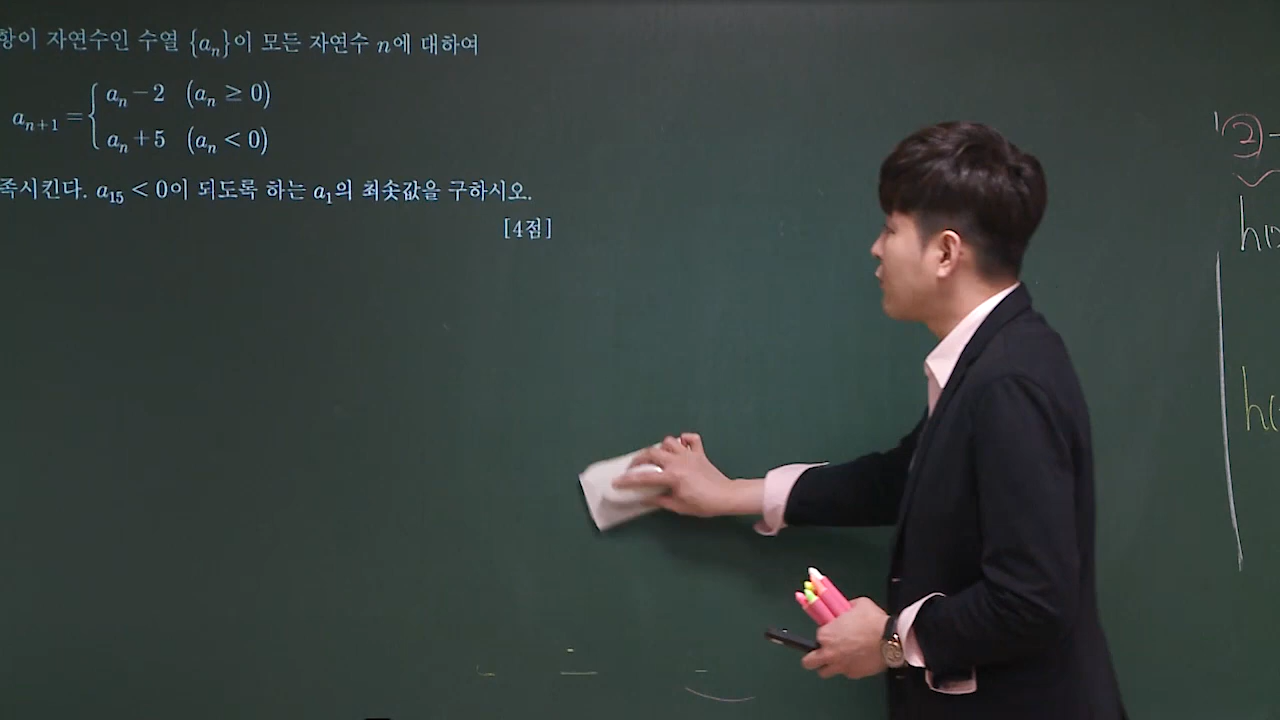 항이 자연수인 수열 {aₙ}이 모든 자연수 n에 대하여
aₙ₊₁ = { aₙ − 2 (aₙ ≥ 0)
aₙ + 5 (aₙ < 0)
족시킨다. a₁₅ < 0이 되도록 하는 a₁의 최솟값을 구하시오.
[4점]
②-
h(
h(